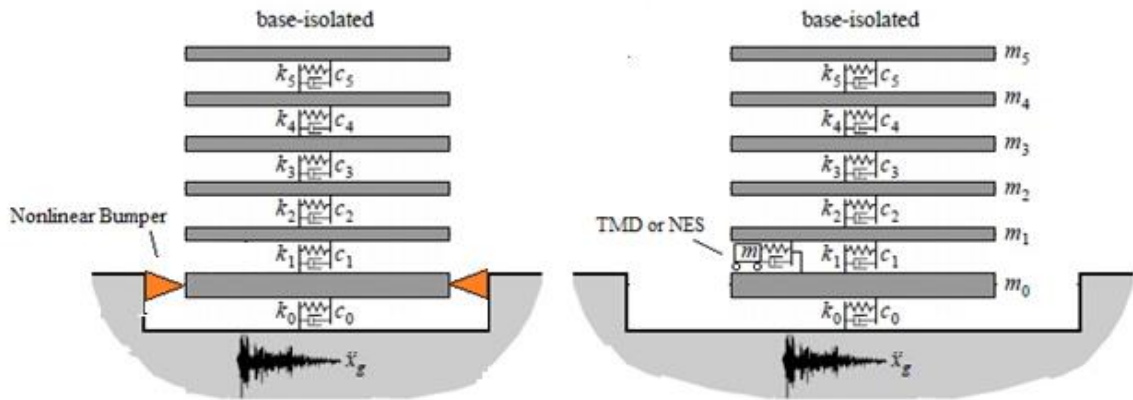 base-isolated
k5 c5
k4 c4
k3 c3
k2 c2
Nonlinear Bumper
k1 c1
k0 c0
ẍg
base-isolated
m5
k5 c5
m4
k4 c4
m3
k3 c3
m2
k2 c2
TMD or NES
m1
m
k1 c1
m0
k0 c0
ẍg